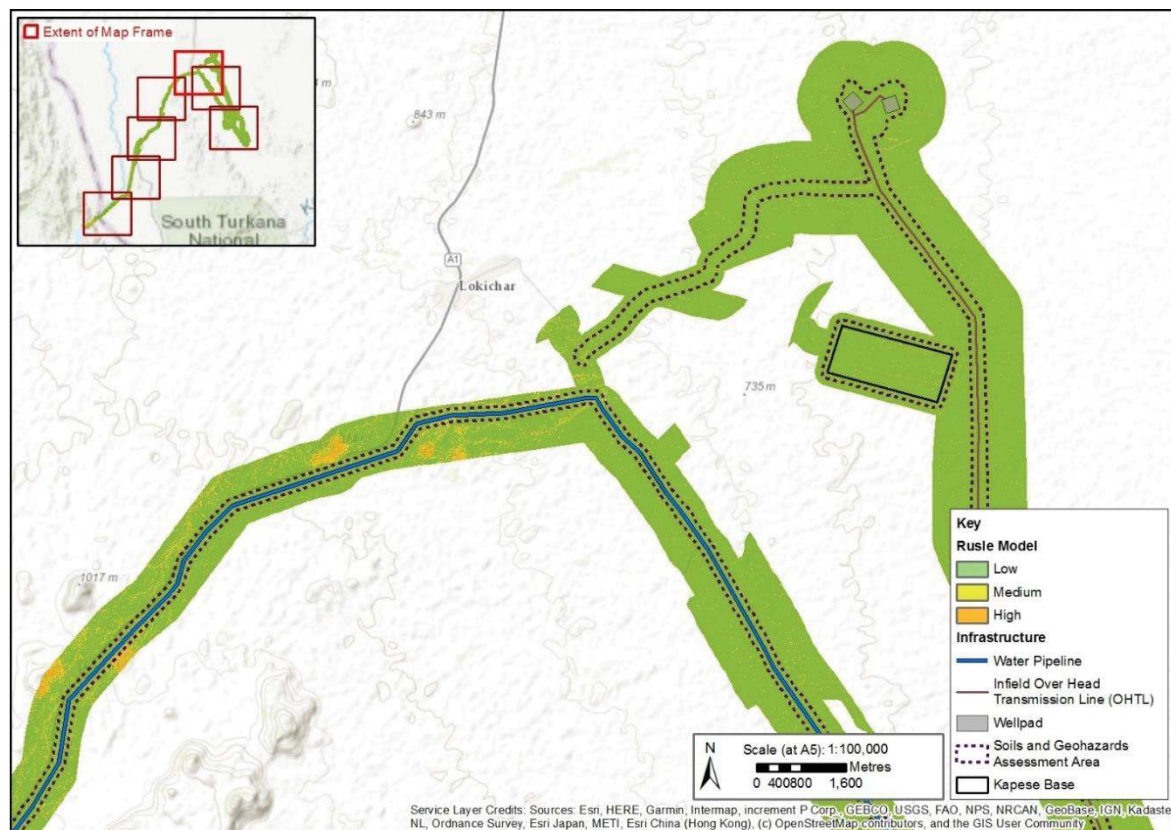 Extent of Map Frame
843 m
South Turkana
National
A1
Lokichar
735 m
1017 m
Key
Rusle Model
Low
Medium
High
Infrastructure
Water Pipeline
Infield Over Head
Transmission Line (OHTL)
Wellpad
Soils and Geohazards
Assessment Area
Kapese Base
N
Scale (at A5): 1:100,000
Metres
0 400800 1,600
Service Layer Credits: Sources: Esri, HERE, Garmin, Intermap, increment P Corp., GEBCO, USGS, FAO, NPS, NRCAN, GeoBase, IGN, Kadaster
NL, Ordnance Survey, Esri Japan, METI, Esri China (Hong Kong), (c) OpenStreetMap contributors, and the GIS User Community